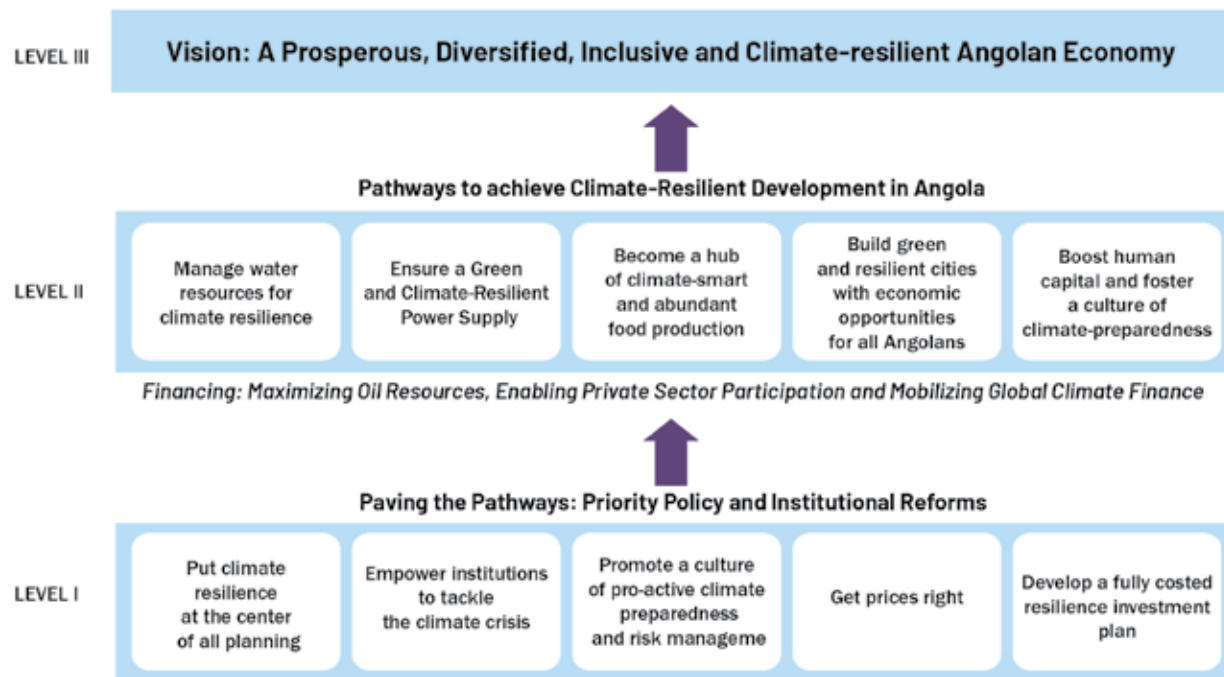 LEVEL III
Vision: A Prosperous, Diversified, Inclusive and Climate-resilient Angolan Economy
Pathways to achieve Climate-Resilient Development in Angola
LEVEL II
Manage water
resources for
climate resilience
Ensure a Green
and Climate-Resilient
Power Supply
Become a hub
of climate-smart
and abundant
food production
Build green
and resilient cities
with economic
opportunities
for all Angolans
Boost human
capital and foster
a culture of
climate-preparedness
Financing: Maximizing Oil Resources, Enabling Private Sector Participation and Mobilizing Global Climate Finance
Paving the Pathways: Priority Policy and Institutional Reforms
LEVEL I
Put climate
resilience
at the center
of all planning
Empower institutions
to tackle
the climate crisis
Promote a culture
of pro-active climate
preparedness
and risk manageme
Get prices right
Develop a fully costed
resilience investment
plan